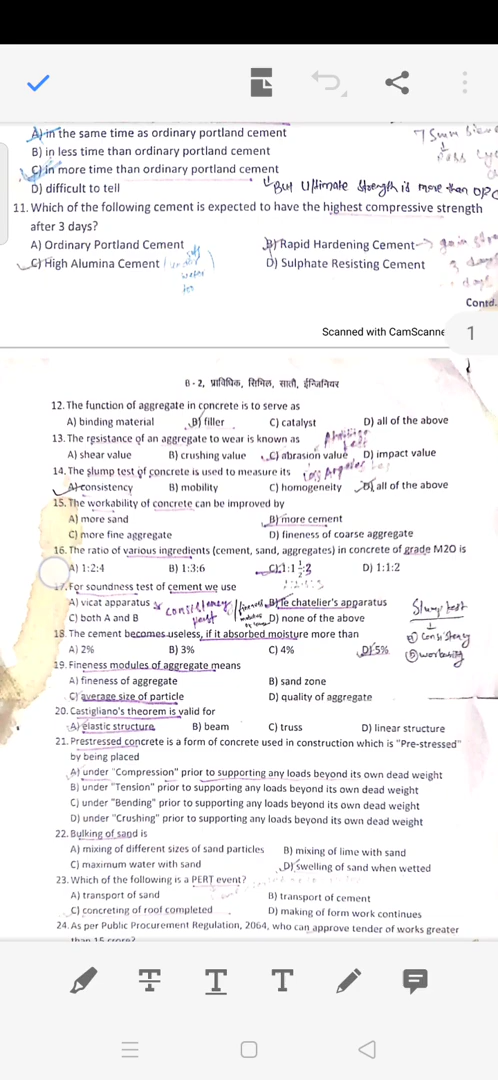 A) in the same time as ordinary portland cement
B) in less time than ordinary portland cement
C) in more time than ordinary portland cement
D) difficult to tell
But Ultimate strength is more than OPC
11. Which of the following cement is expected to have the highest compressive strength
after 3 days?
A) Ordinary Portland Cement B) Rapid Hardening Cement
C) High Alumina Cement D) Sulphate Resisting Cement
Contd.
Scanned with CamScanne
1
8 - 2, प्राविधिक, सिभिल, सातौं, ईन्जिनियर
12. The function of aggregate in concrete is to serve as
A) binding material B) filler C) catalyst D) all of the above
13. The resistance of an aggregate to wear is known as
A) shear value B) crushing value C) abrasion value D) impact value
14. The slump test of concrete is used to measure its Los Angeles
A) consistency B) mobility C) homogeneity D) all of the above
15. The workability of concrete can be improved by
A) more sand B) more cement
C) more fine aggregate D) fineness of coarse aggregate
16. The ratio of various ingredients (cement, sand, aggregates) in concrete of grade M20 is
A) 1:2:4 B) 1:3:6 C) 1:1½:3 D) 1:1:2
17. For soundness test of cement we use
A) vicat apparatus consistency B) le chatelier's apparatus
C) both A and B D) none of the above
Slump test
① Consistency
② workability
18. The cement becomes useless, if it absorbed moisture more than
A) 2% B) 3% C) 4% D) 5%
19. Fineness modules of aggregate means
A) fineness of aggregate B) sand zone
C) average size of particle D) quality of aggregate
20. Castigliano's theorem is valid for
A) elastic structure B) beam C) truss D) linear structure
21. Prestressed concrete is a form of concrete used in construction which is "Pre-stressed"
by being placed
A) under "Compression" prior to supporting any loads beyond its own dead weight
B) under "Tension" prior to supporting any loads beyond its own dead weight
C) under "Bending" prior to supporting any loads beyond its own dead weight
D) under "Crushing" prior to supporting any loads beyond its own dead weight
22. Bulking of sand is
A) mixing of different sizes of sand particles B) mixing of lime with sand
C) maximum water with sand D) swelling of sand when wetted
23. Which of the following is a PERT event?
A) transport of sand B) transport of cement
C) concreting of roof completed D) making of form work continues
24. As per Public Procurement Regulation, 2064, who can approve tender of works greater
than 15 crore?